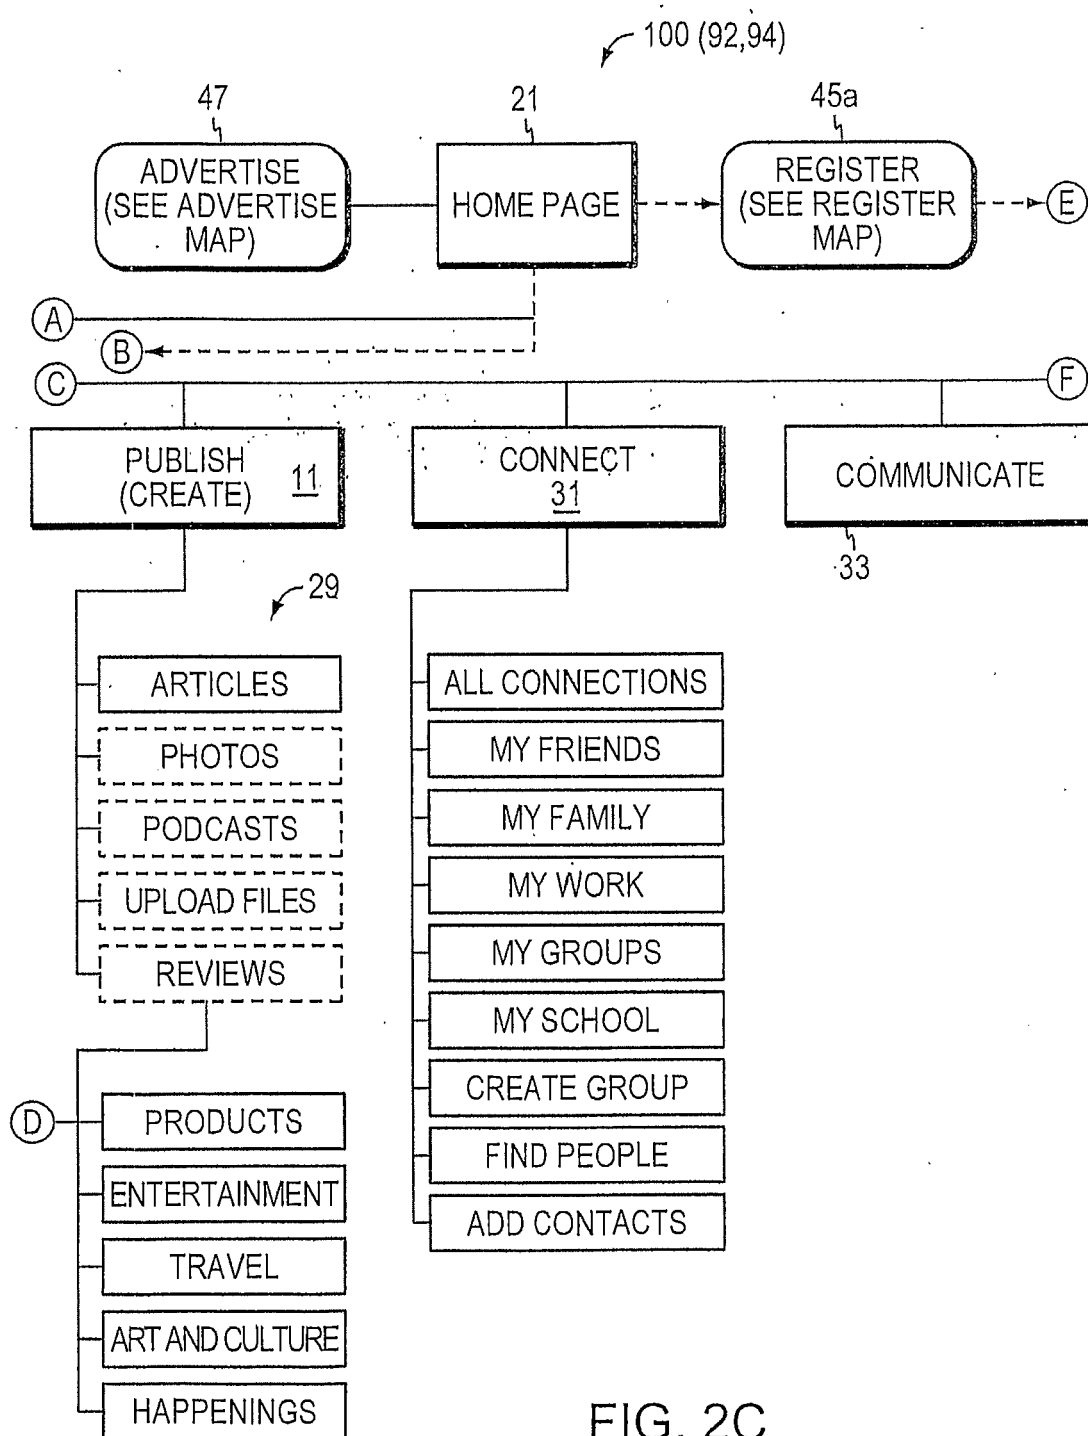 100 (92,94)
47
21
45a
ADVERTISE
(SEE ADVERTISE
MAP)
HOME PAGE
REGISTER
(SEE REGISTER
MAP)
E
A
B
C
F
PUBLISH
(CREATE)
11
CONNECT
31
COMMUNICATE
33
29
ARTICLES
PHOTOS
PODCASTS
UPLOAD FILES
REVIEWS
ALL CONNECTIONS
MY FRIENDS
MY FAMILY
MY WORK
MY GROUPS
MY SCHOOL
CREATE GROUP
FIND PEOPLE
ADD CONTACTS
D
PRODUCTS
ENTERTAINMENT
TRAVEL
ART AND CULTURE
HAPPENINGS
FIG. 2C